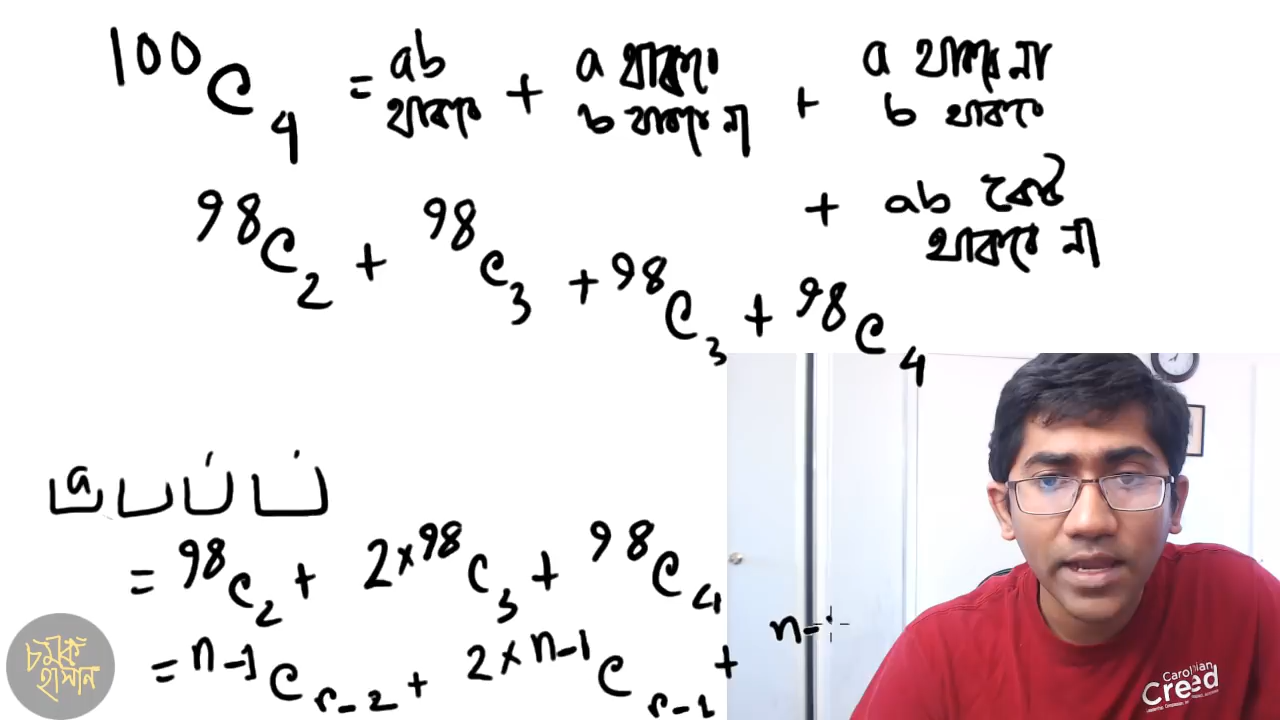 ¹⁰⁰C₄ = ab থাকবে + a থাকবে b থাকবে না + a থাকবে না b থাকবে
+ ab কেউ থাকবে না
⁹⁸C₂ + ⁹⁸C₃ + ⁹⁸C₃ + ⁹⁸C₄
a
= ⁹⁸C₂ + 2 × ⁹⁸C₃ + ⁹⁸C₄
= ⁿ⁻¹Cᵣ₋₂ + 2 × ⁿ⁻¹Cᵣ₋₁ + n-
চমক হাসান
Carolinian
Creed